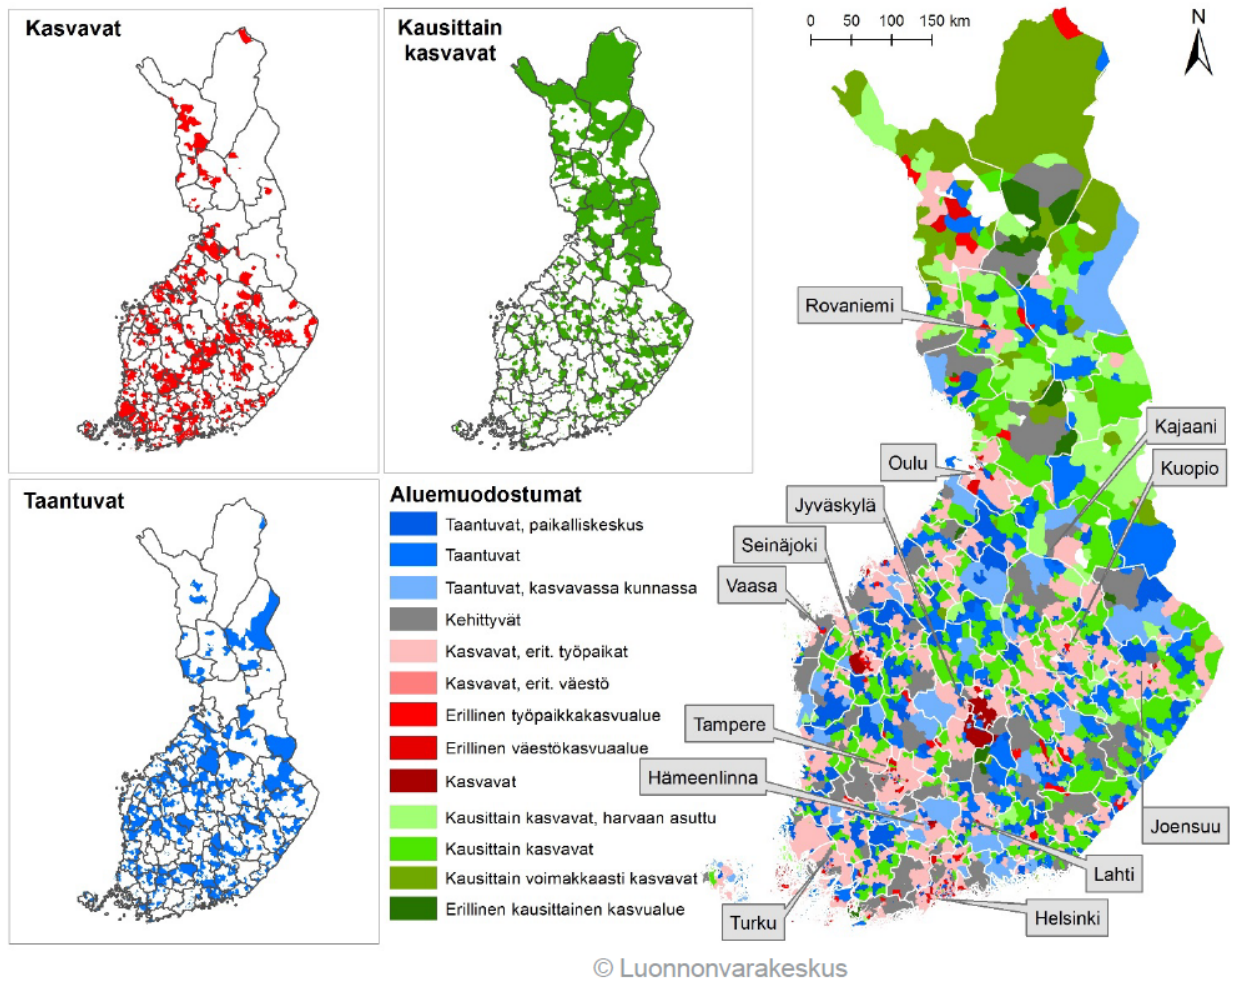 Kasvavat
Kausittain
kasvavat
0 50 100 150 km
N
Taantuvat
Aluemuodostumat
Taantuvat, paikalliskeskus
Taantuvat
Taantuvat, kasvavassa kunnassa
Kehittyvät
Kasvavat, erit. työpaikat
Kasvavat, erit. väestö
Erillinen työpaikkakasvualue
Erillinen väestökasvuaalue
Kasvavat
Kausittain kasvavat, harvaan asuttu
Kausittain kasvavat
Kausittain voimakkaasti kasvavat
Erillinen kausittainen kasvualue
Rovaniemi
Kajaani
Oulu
Kuopio
Jyväskylä
Seinäjoki
Vaasa
Tampere
Hämeenlinna
Joensuu
Lahti
Turku
Helsinki
© Luonnonvarakeskus